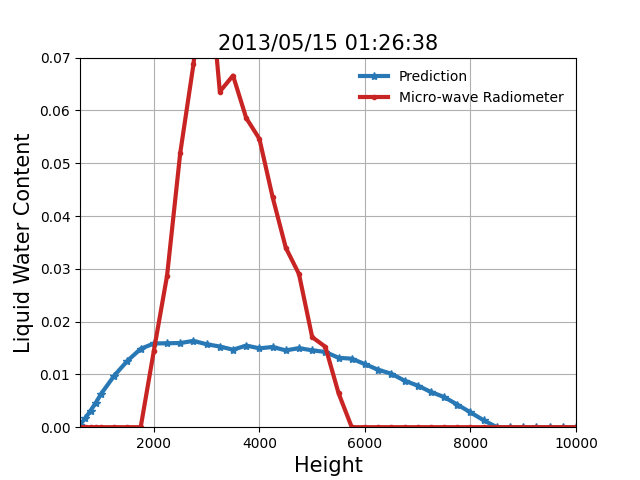 2013/05/15 01:26:38
0.07
0.06
0.05
0.04
0.03
0.02
0.01
0.00
Liquid Water Content
Prediction
Micro-wave Radiometer
2000 4000 6000 8000 10000
Height